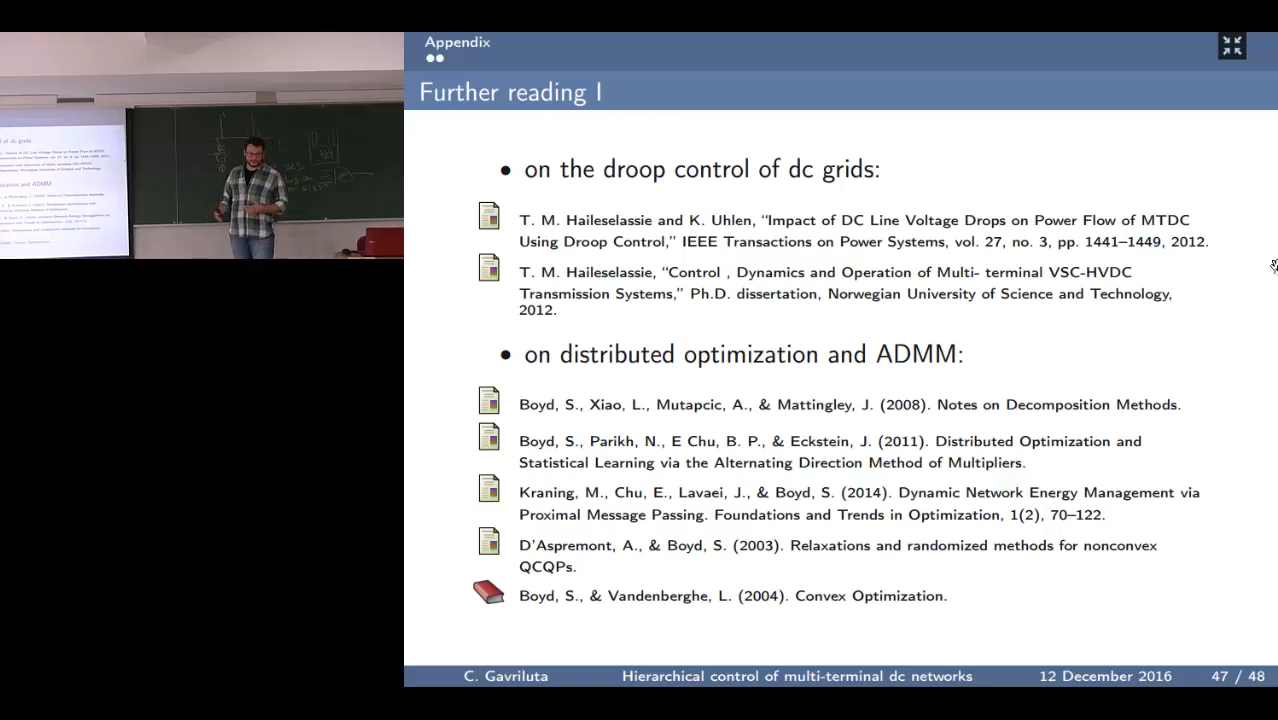 Appendix
Further reading I
• on the droop control of dc grids:
T. M. Haileselassie and K. Uhlen, “Impact of DC Line Voltage Drops on Power Flow of MTDC
Using Droop Control,” IEEE Transactions on Power Systems, vol. 27, no. 3, pp. 1441–1449, 2012.
T. M. Haileselassie, “Control , Dynamics and Operation of Multi- terminal VSC-HVDC
Transmission Systems,” Ph.D. dissertation, Norwegian University of Science and Technology,
2012.
• on distributed optimization and ADMM:
Boyd, S., Xiao, L., Mutapcic, A., & Mattingley, J. (2008). Notes on Decomposition Methods.
Boyd, S., Parikh, N., E Chu, B. P., & Eckstein, J. (2011). Distributed Optimization and
Statistical Learning via the Alternating Direction Method of Multipliers.
Kraning, M., Chu, E., Lavaei, J., & Boyd, S. (2014). Dynamic Network Energy Management via
Proximal Message Passing. Foundations and Trends in Optimization, 1(2), 70–122.
D’Aspremont, A., & Boyd, S. (2003). Relaxations and randomized methods for nonconvex
QCQPs.
Boyd, S., & Vandenberghe, L. (2004). Convex Optimization.
C. Gavriluta Hierarchical control of multi-terminal dc networks 12 December 2016 47 / 48